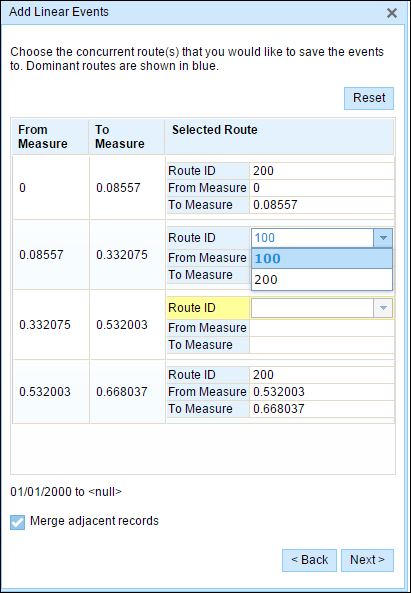 Add Linear Events
Choose the concurrent route(s) that you would like to save the events
to. Dominant routes are shown in blue.
Reset
From Measure To Measure Selected Route
0 0.08557 Route ID 200
From Measure 0
To Measure 0.08557
0.08557 0.332075 Route ID 100
From Measure 100
To Measure 200
0.332075 0.532003 Route ID
From Measure
To Measure
0.532003 0.668037 Route ID 200
From Measure 0.532003
To Measure 0.668037
01/01/2000 to <null>
Merge adjacent records
< Back Next >